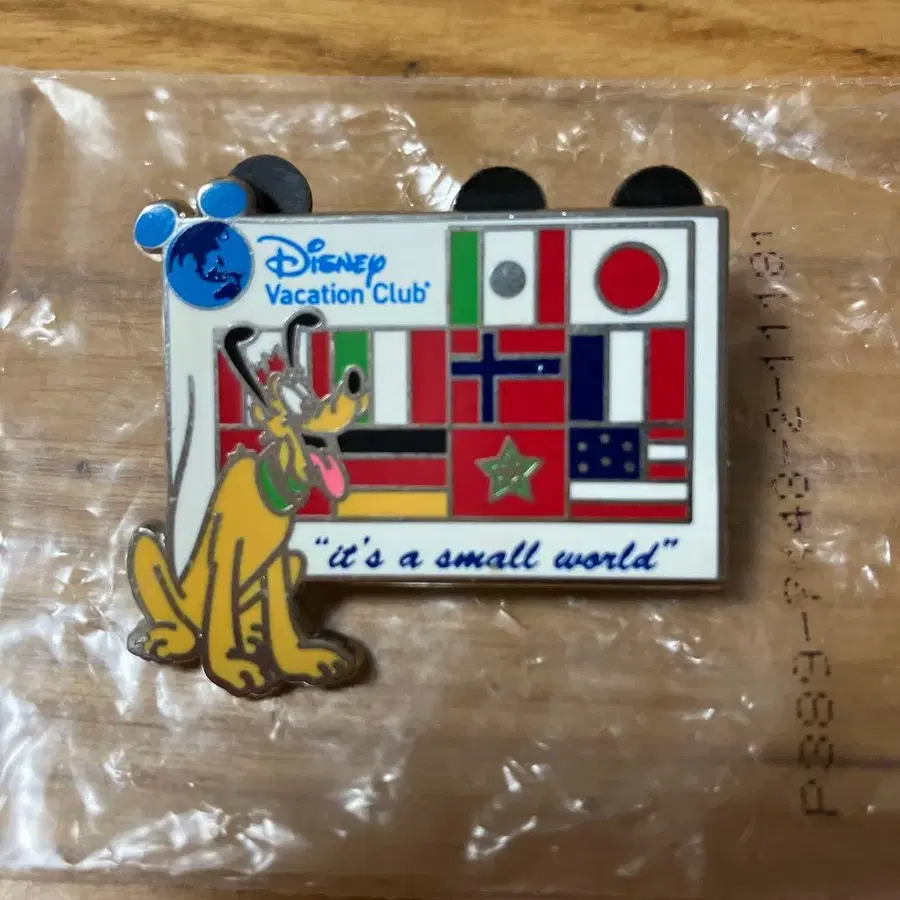 Disney
Vacation Club®
"it's a small world"